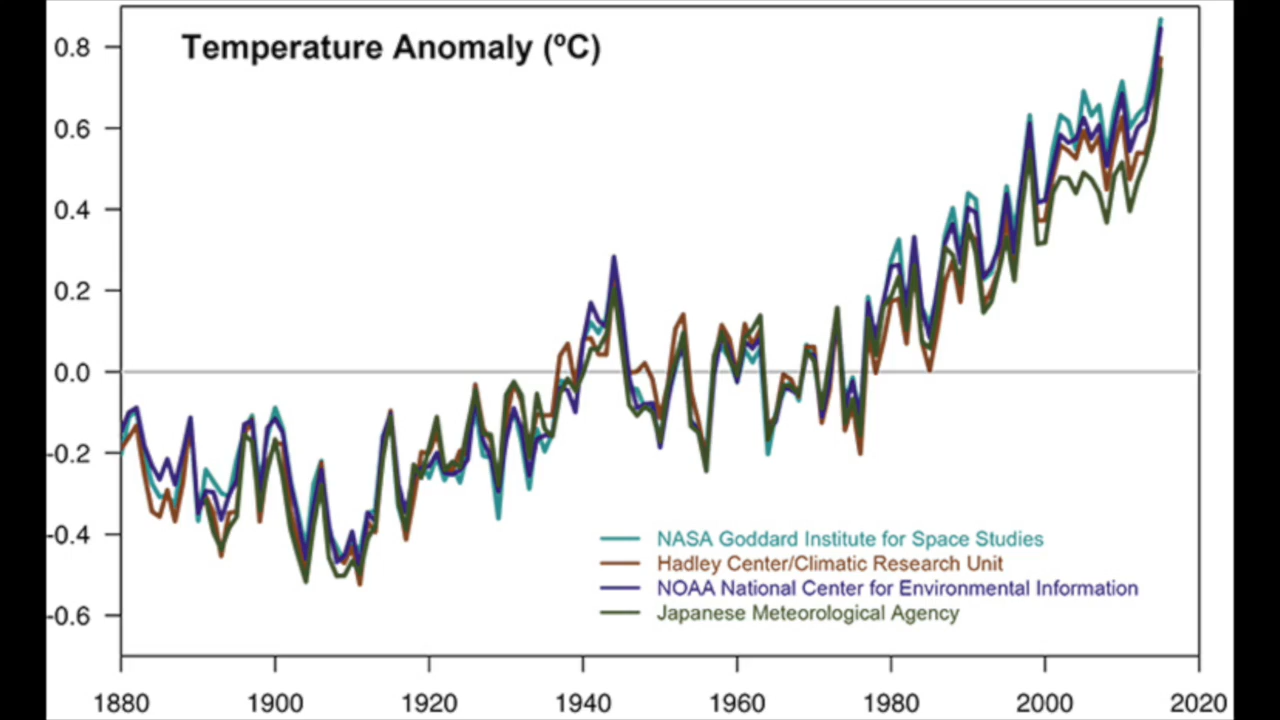 Temperature Anomaly (ºC)
0.8
0.6
0.4
0.2
0.0
-0.2
-0.4
-0.6
NASA Goddard Institute for Space Studies
Hadley Center/Climatic Research Unit
NOAA National Center for Environmental Information
Japanese Meteorological Agency
1880 1900 1920 1940 1960 1980 2000 2020